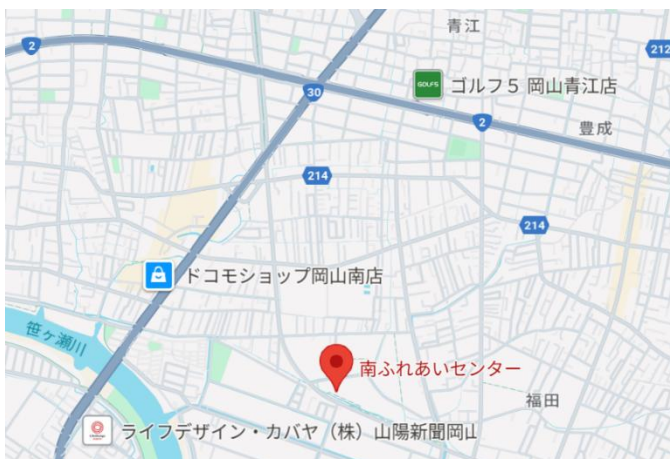 青江
2
212
ゴルフ5 岡山青江店
30
2
豊成
214
214
ドコモショップ岡山南店
笹ヶ瀬川
南ふれあいセンター
福田
ライフデザイン・カバヤ（株）山陽新聞岡山